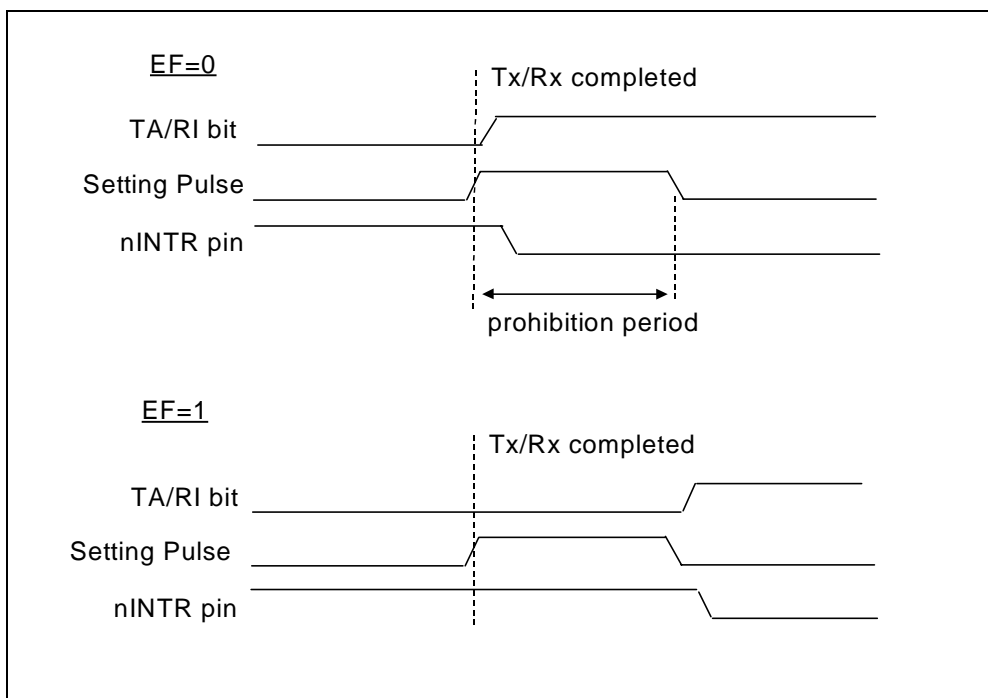 EF=0
Tx/Rx completed
TA/RI bit
Setting Pulse
nINTR pin
prohibition period
EF=1
Tx/Rx completed
TA/RI bit
Setting Pulse
nINTR pin